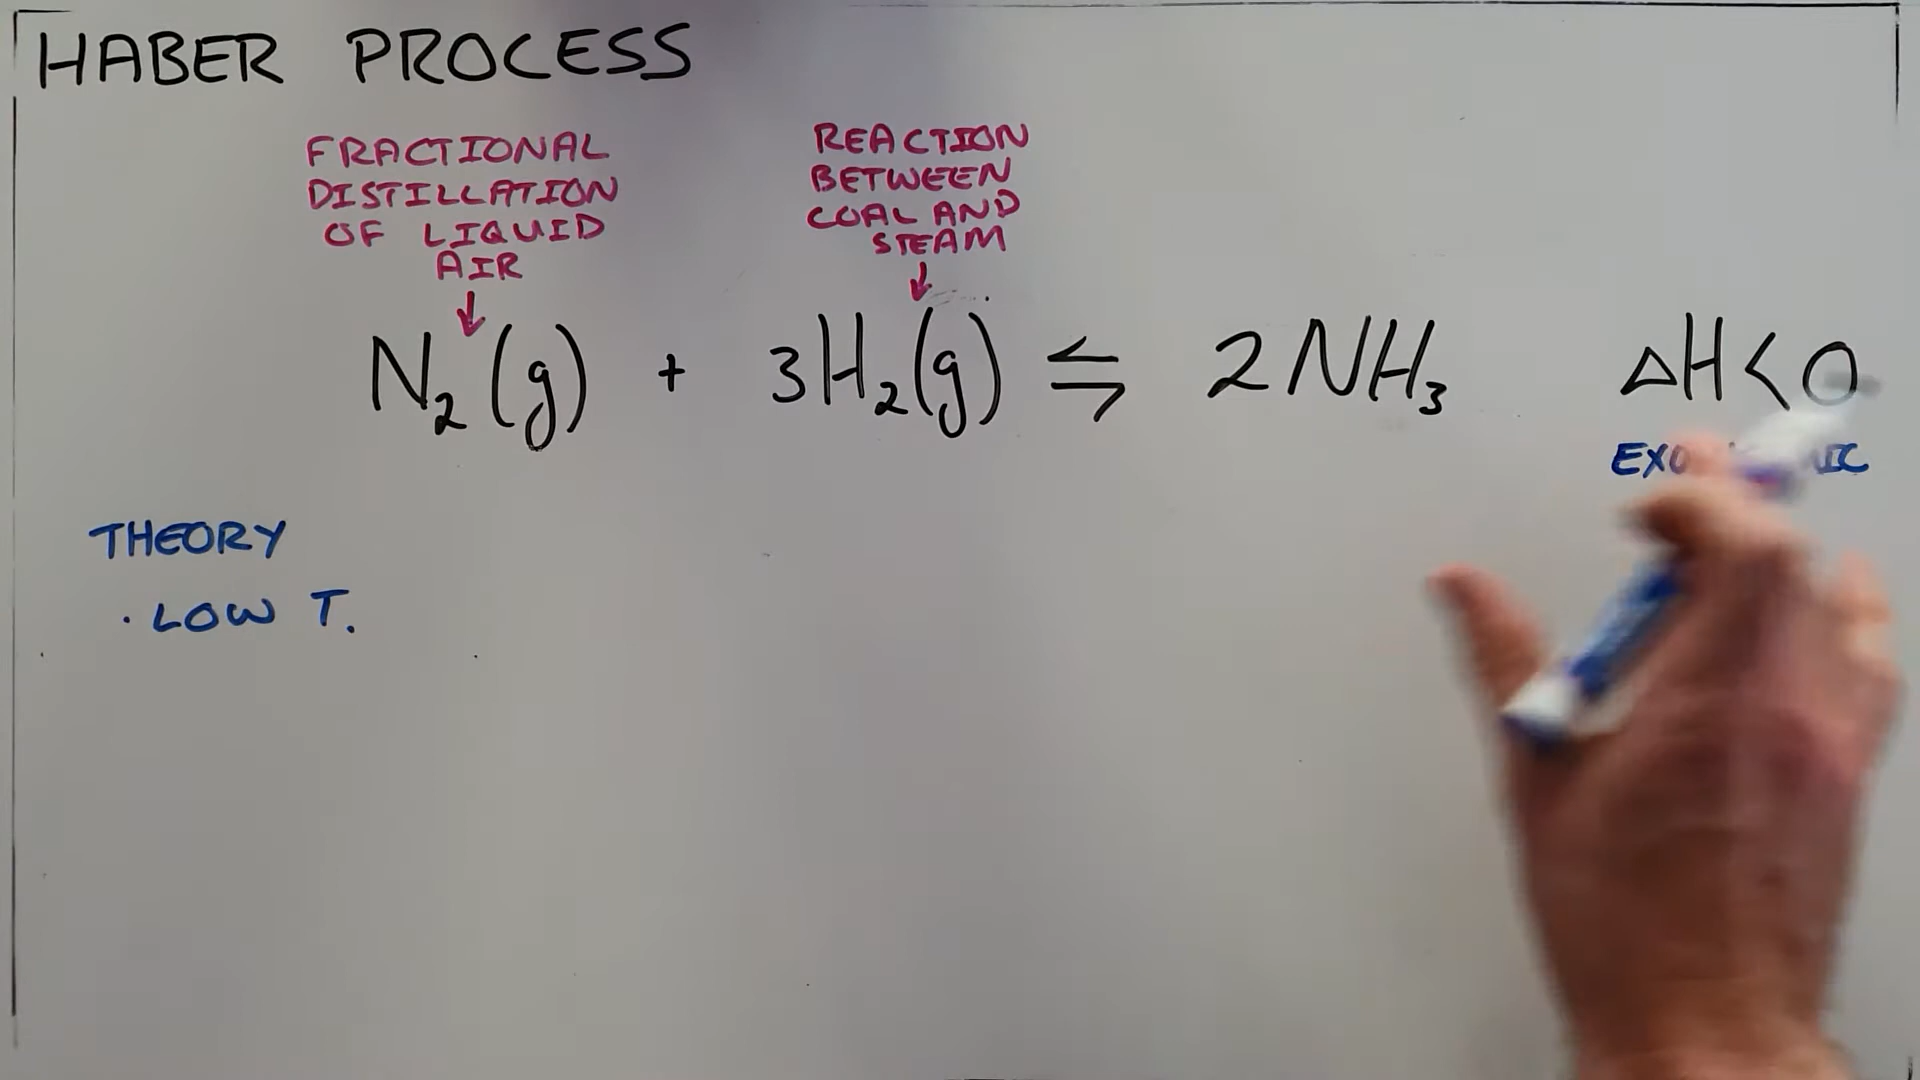 HABER PROCESS
FRACTIONAL
DISTILLATION
OF LIQUID
AIR
REACTION
BETWEEN
COAL AND
STEAM
N₂(g) + 3H₂(g) ⇌ 2NH₃ ΔH<0
THEORY
· LOW T.